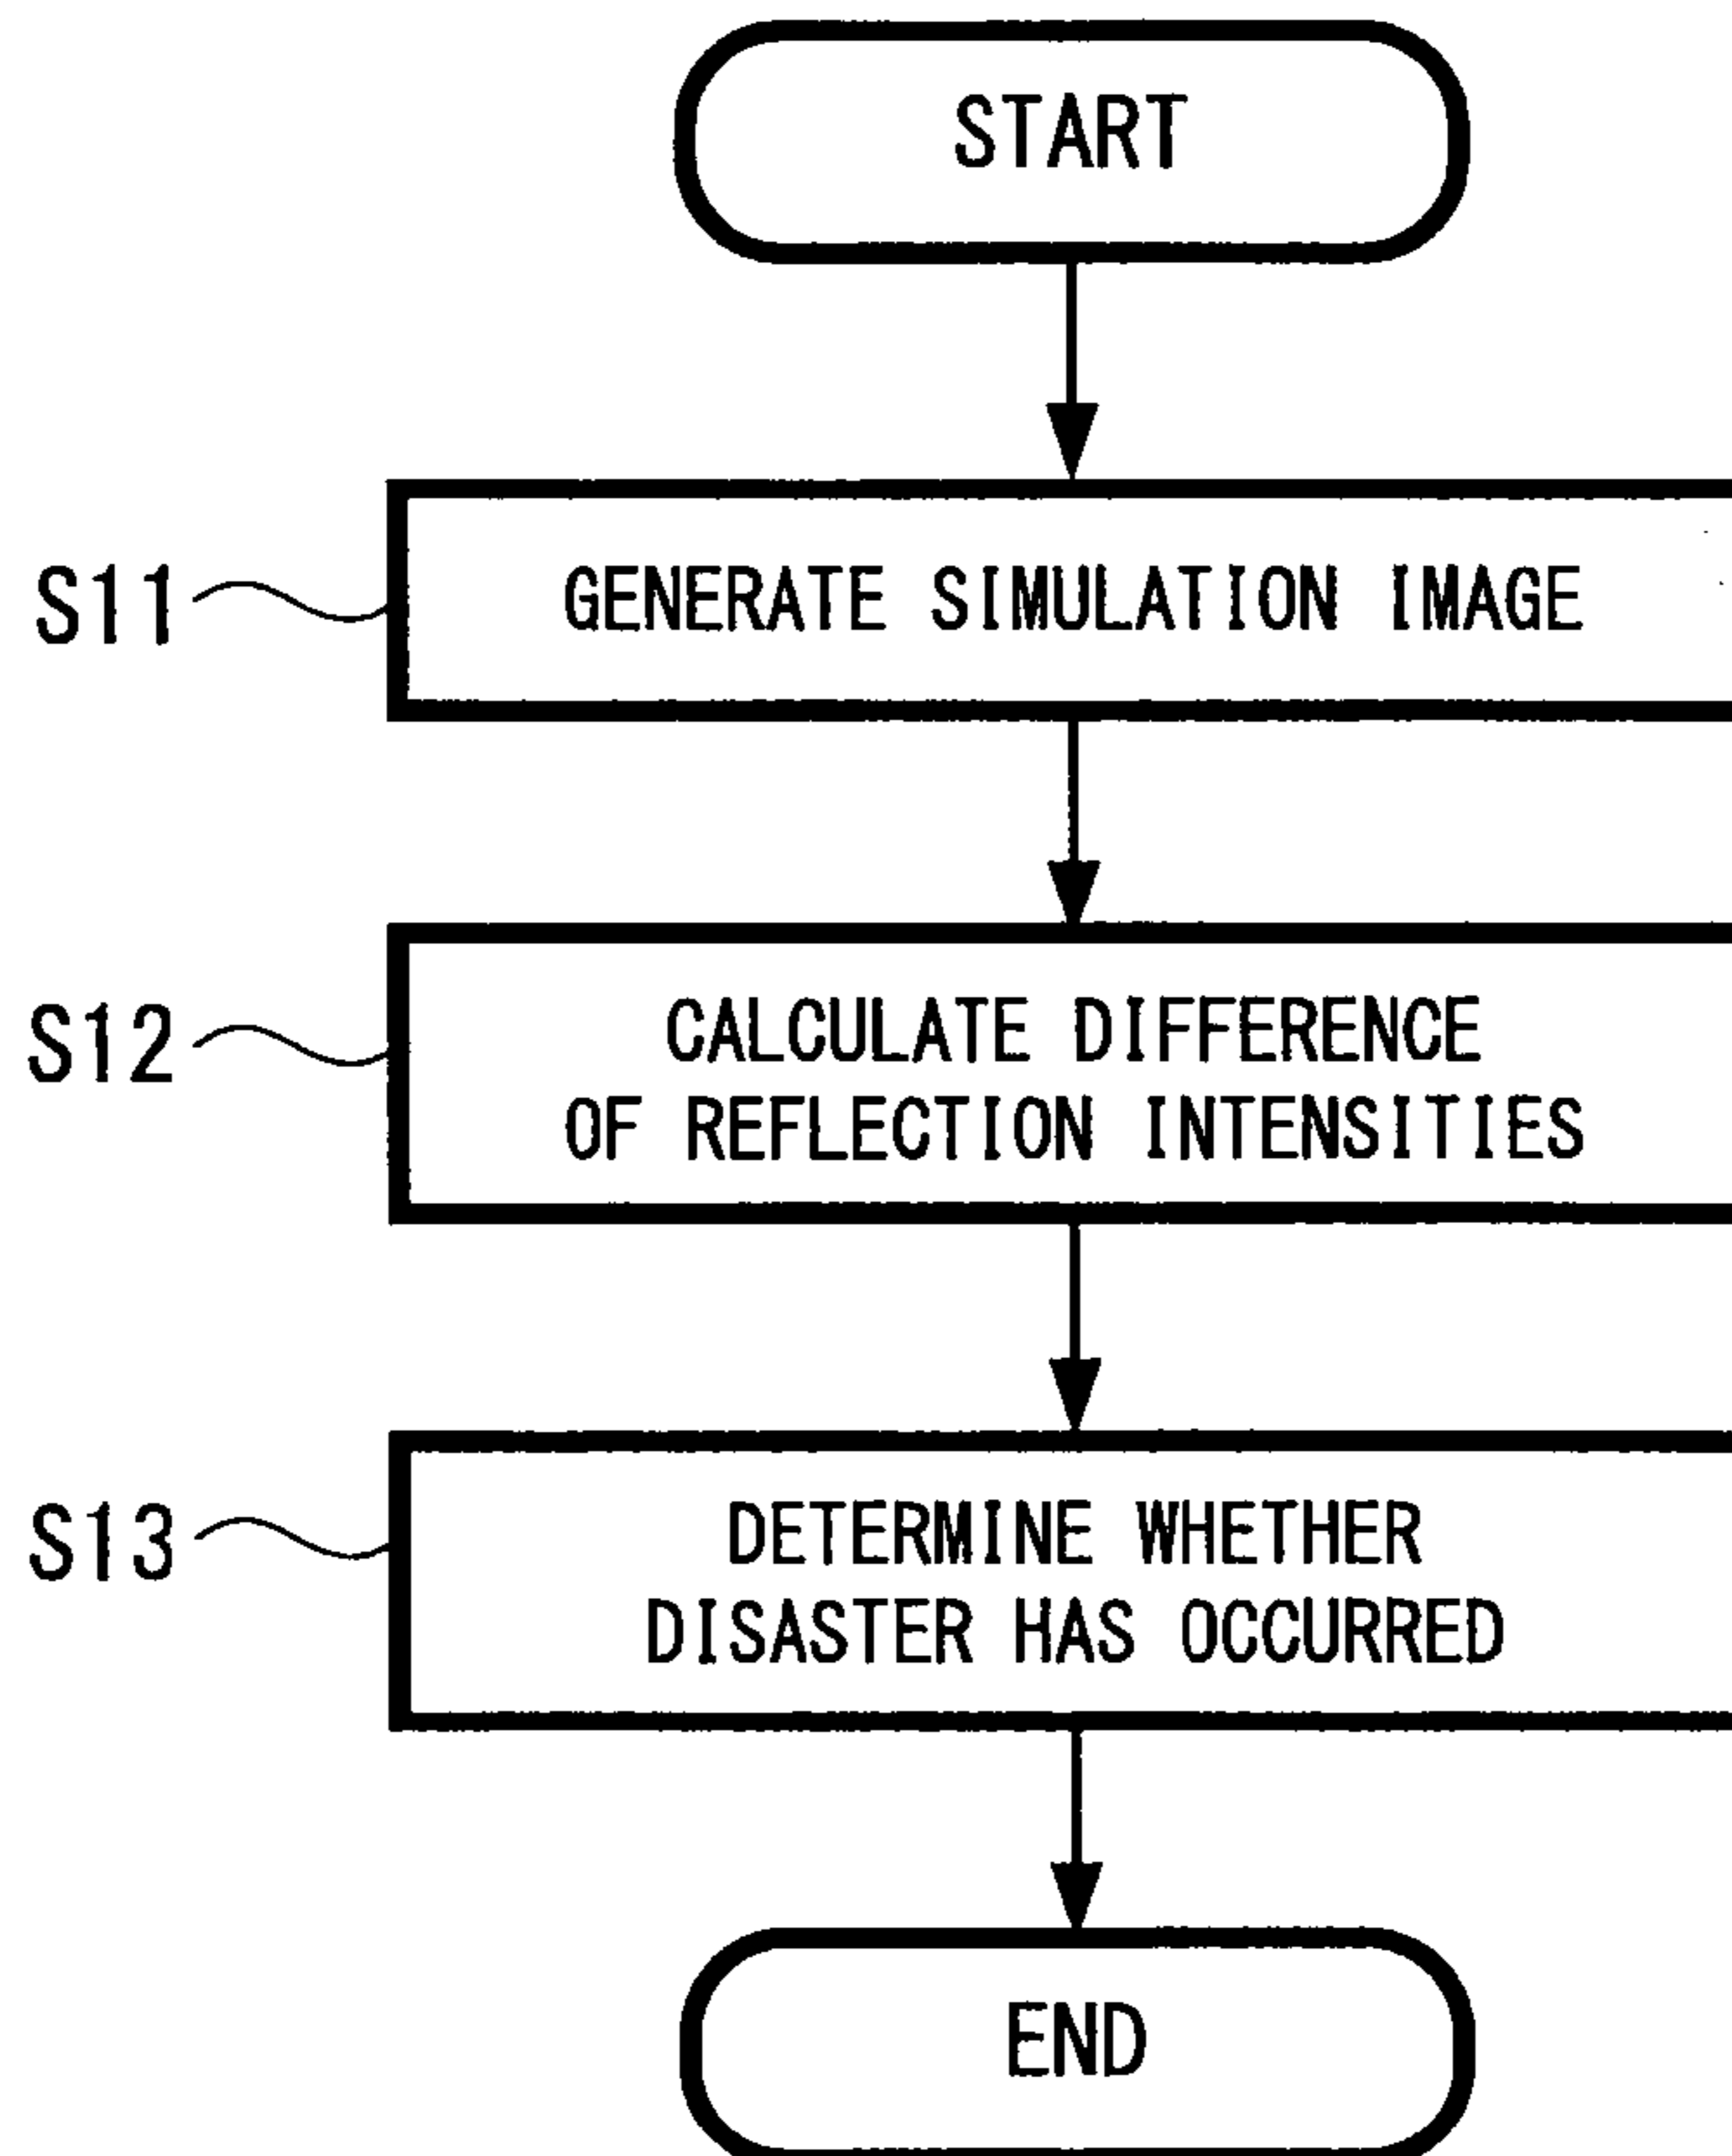 START
S11
GENERATE SIMULATION IMAGE
S12
CALCULATE DIFFERENCE
OF REFLECTION INTENSITIES
S13
DETERMINE WHETHER
DISASTER HAS OCCURRED
END